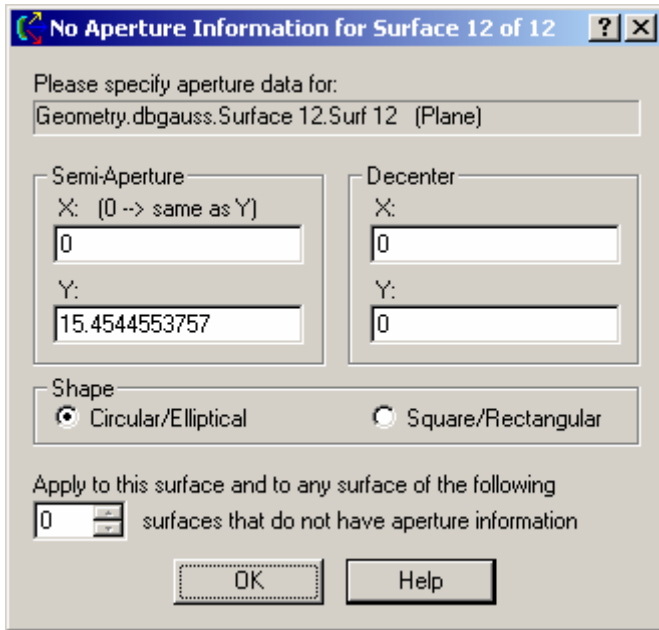 No Aperture Information for Surface 12 of 12
Please specify aperture data for:
Geometry.dbgauss.Surface 12.Surf 12 (Plane)
Semi-Aperture
X: (0 --> same as Y)
0
Y:
15.4544553757
Decenter
X:
0
Y:
0
Shape
Circular/Elliptical
Square/Rectangular
Apply to this surface and to any surface of the following
0 surfaces that do not have aperture information
OK
Help